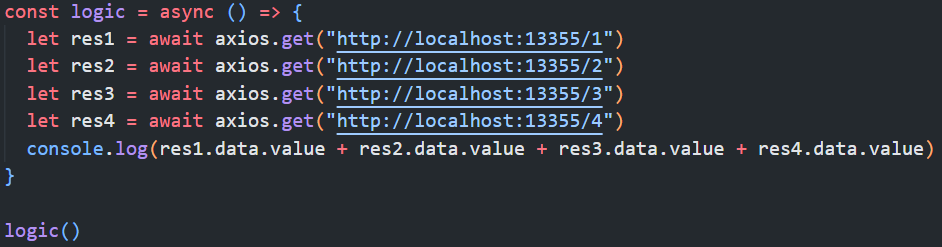 const logic = async () => {
  let res1 = await axios.get("http://localhost:13355/1")
  let res2 = await axios.get("http://localhost:13355/2")
  let res3 = await axios.get("http://localhost:13355/3")
  let res4 = await axios.get("http://localhost:13355/4")
  console.log(res1.data.value + res2.data.value + res3.data.value + res4.data.value)
}

logic()